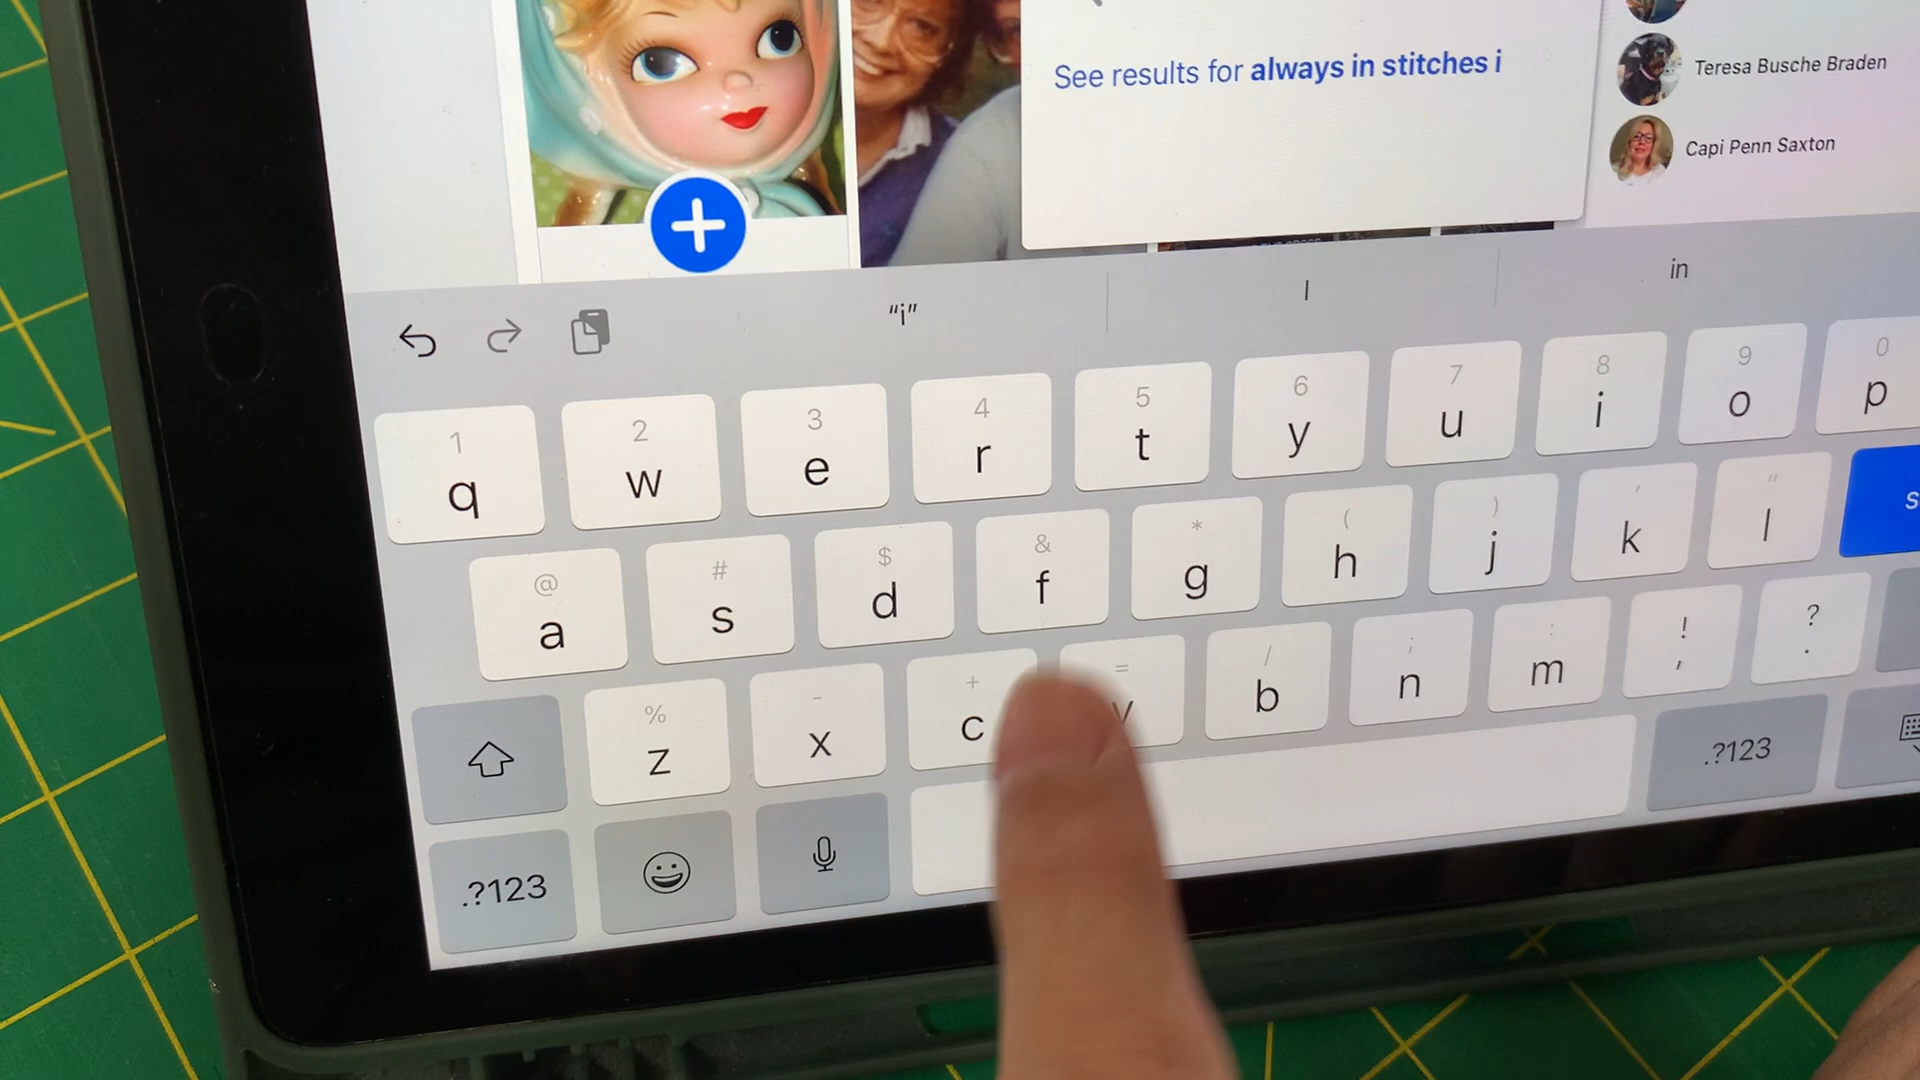 See results for always in stitches i
Teresa Busche Braden
Capi Penn Saxton
"i" I in
1 2 3 4 5 6 7 8 9 0
q w e r t y u i o p
@ # $ & * ( ) ' "
a s d f g h j k l s
% - + = / ; : ! ?
z x c v b n m , .
.?123
.?123